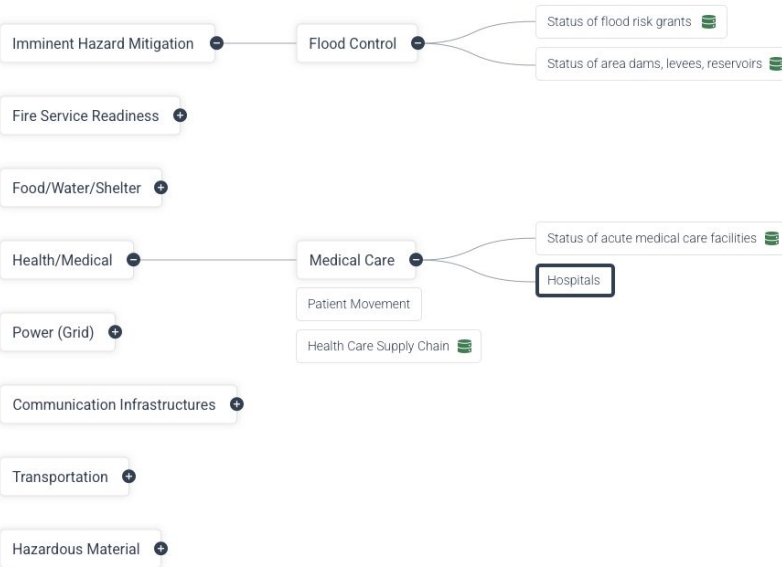 Imminent Hazard Mitigation
Flood Control
Status of flood risk grants
Status of area dams, levees, reservoirs
Fire Service Readiness
Food/Water/Shelter
Health/Medical
Medical Care
Status of acute medical care facilities
Hospitals
Patient Movement
Health Care Supply Chain
Power (Grid)
Communication Infrastructures
Transportation
Hazardous Material